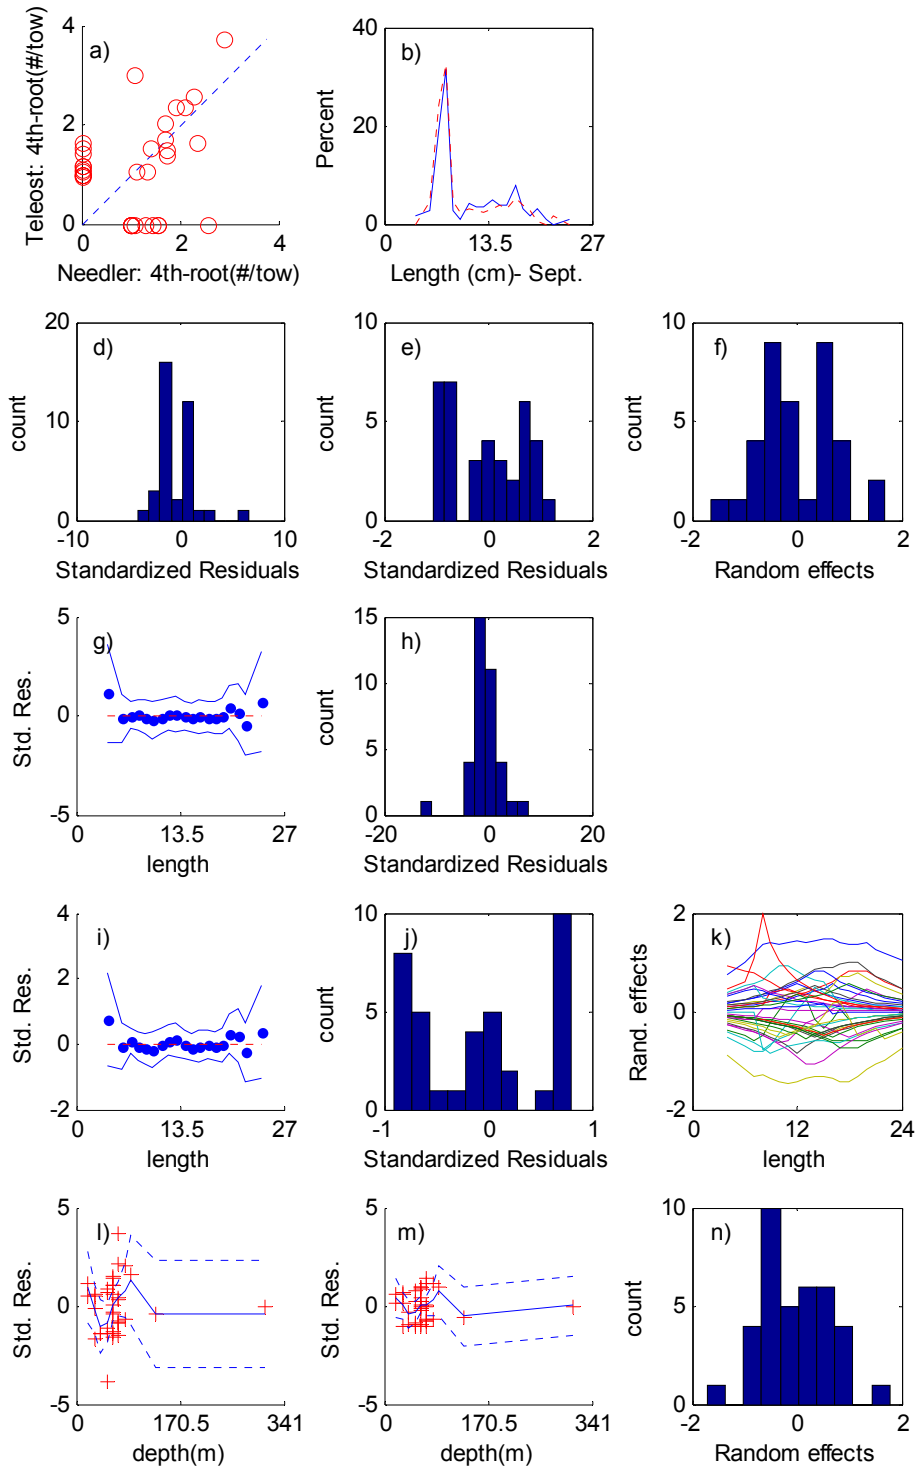 a)
4
2
0
0
2
4
Teleost: 4th-root(#/tow)
Needler: 4th-root(#/tow)
b)
40
20
0
0
13.5
27
Percent
Length (cm)- Sept.
d)
20
10
0
-10
0
10
count
Standardized Residuals
e)
10
5
0
-2
0
2
count
Standardized Residuals
f)
10
5
0
-2
0
2
count
Random effects
g)
5
0
-5
0
13.5
27
Std. Res.
length
h)
15
10
5
0
-20
0
20
count
Standardized Residuals
i)
4
2
0
-2
0
13.5
27
Std. Res.
length
j)
10
5
0
-1
0
1
count
Standardized Residuals
k)
2
0
-2
0
12
24
Rand. effects
length
l)
5
0
-5
0
170.5
341
Std. Res.
depth(m)
m)
5
0
-5
0
170.5
341
Std. Res.
depth(m)
n)
10
5
0
-2
0
2
count
Random effects